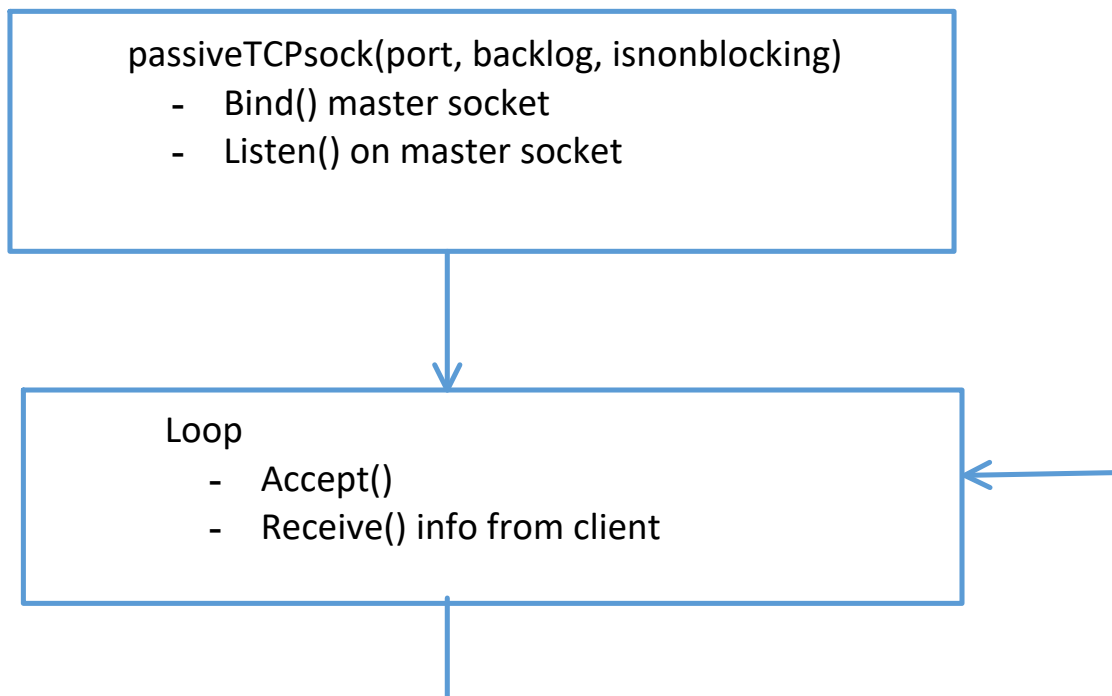 passiveTCPsock(port, backlog, isnonblocking)
- Bind() master socket
- Listen() on master socket
Loop
- Accept()
- Receive() info from client